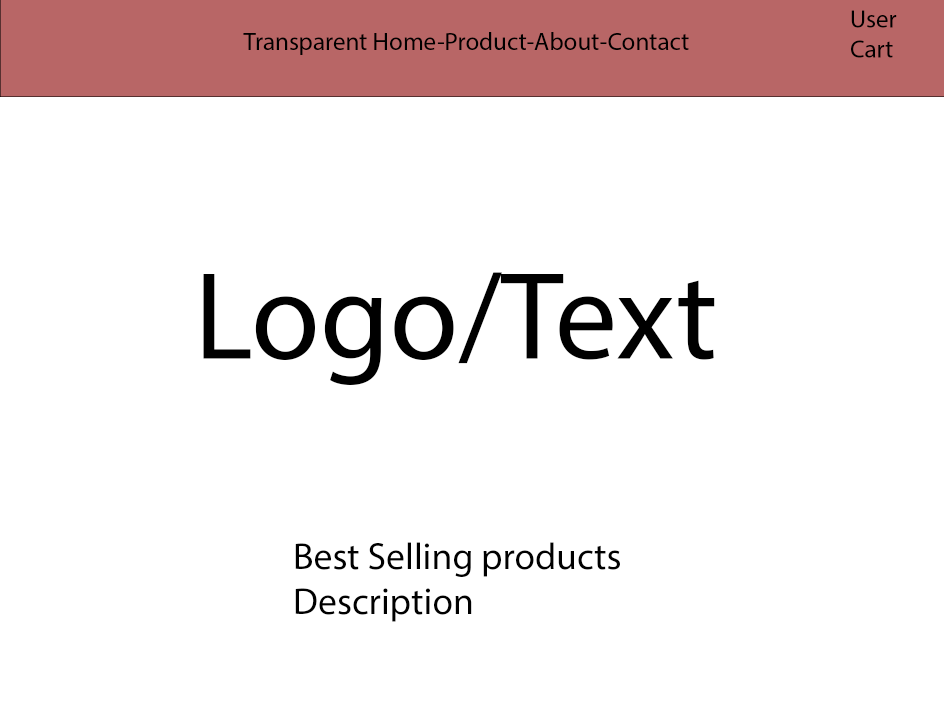 Transparent Home-Product-About-Contact
User
Cart
Logo/Text
Best Selling products
Description